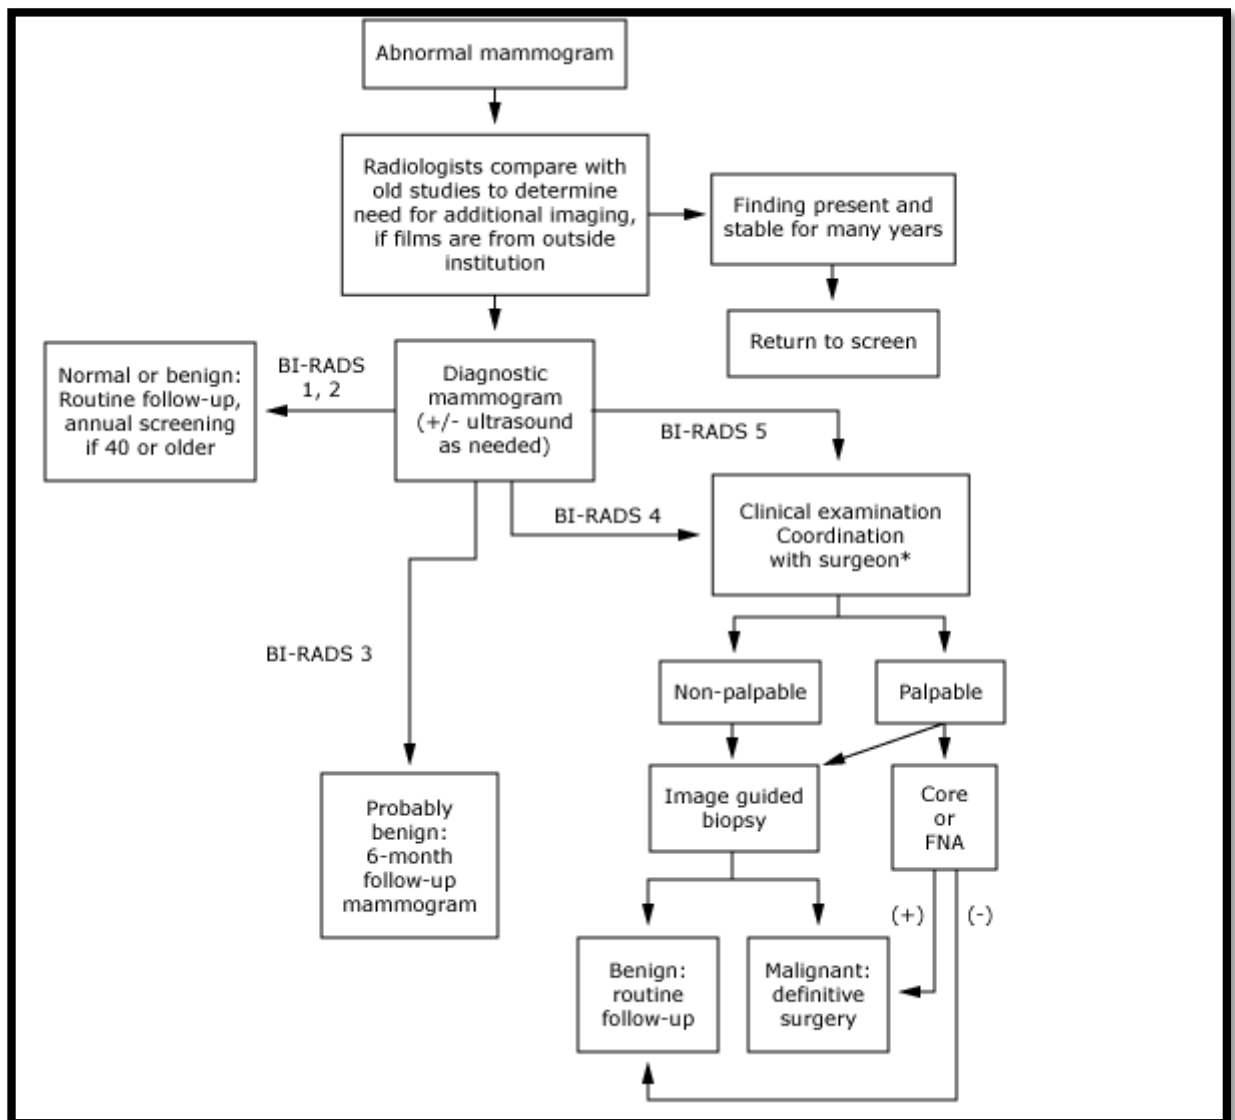 Abnormal mammogram
Radiologists compare with
old studies to determine
need for additional imaging,
if films are from outside
institution
Finding present and
stable for many years
Return to screen
Diagnostic
mammogram
(+/- ultrasound
as needed)
BI-RADS
1, 2
Normal or benign:
Routine follow-up,
annual screening
if 40 or older
BI-RADS 5
BI-RADS 4
Clinical examination
Coordination
with surgeon*
BI-RADS 3
Probably
benign:
6-month
follow-up
mammogram
Non-palpable
Palpable
Image guided
biopsy
Core
or
FNA
(+)
(-)
Benign:
routine
follow-up
Malignant:
definitive
surgery